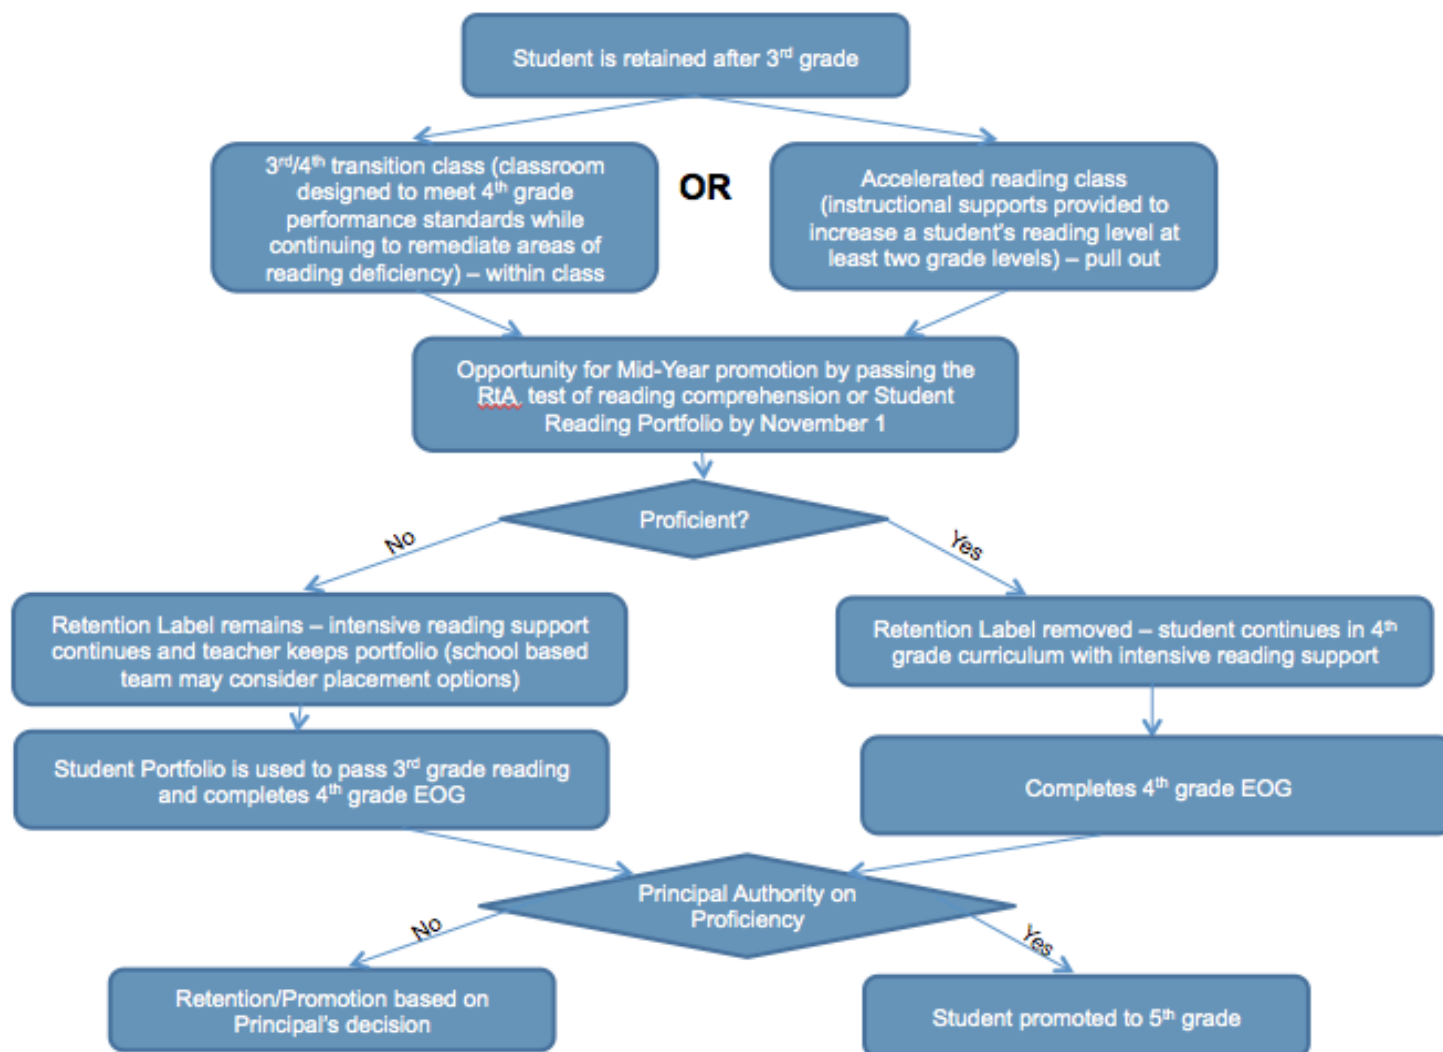 Student is retained after 3rd grade
3rd/4th transition class (classroom
designed to meet 4th grade
performance standards while
continuing to remediate areas of
reading deficiency) – within class
OR
Accelerated reading class
(instructional supports provided to
increase a student's reading level at
least two grade levels) – pull out
Opportunity for Mid-Year promotion by passing the
RtA test of reading comprehension or Student
Reading Portfolio by November 1
Proficient?
No
Yes
Retention Label remains – intensive reading support
continues and teacher keeps portfolio (school based
team may consider placement options)
Retention Label removed – student continues in 4th
grade curriculum with intensive reading support
Student Portfolio is used to pass 3rd grade reading
and completes 4th grade EOG
Completes 4th grade EOG
Principal Authority on
Proficiency
No
Yes
Retention/Promotion based on
Principal's decision
Student promoted to 5th grade